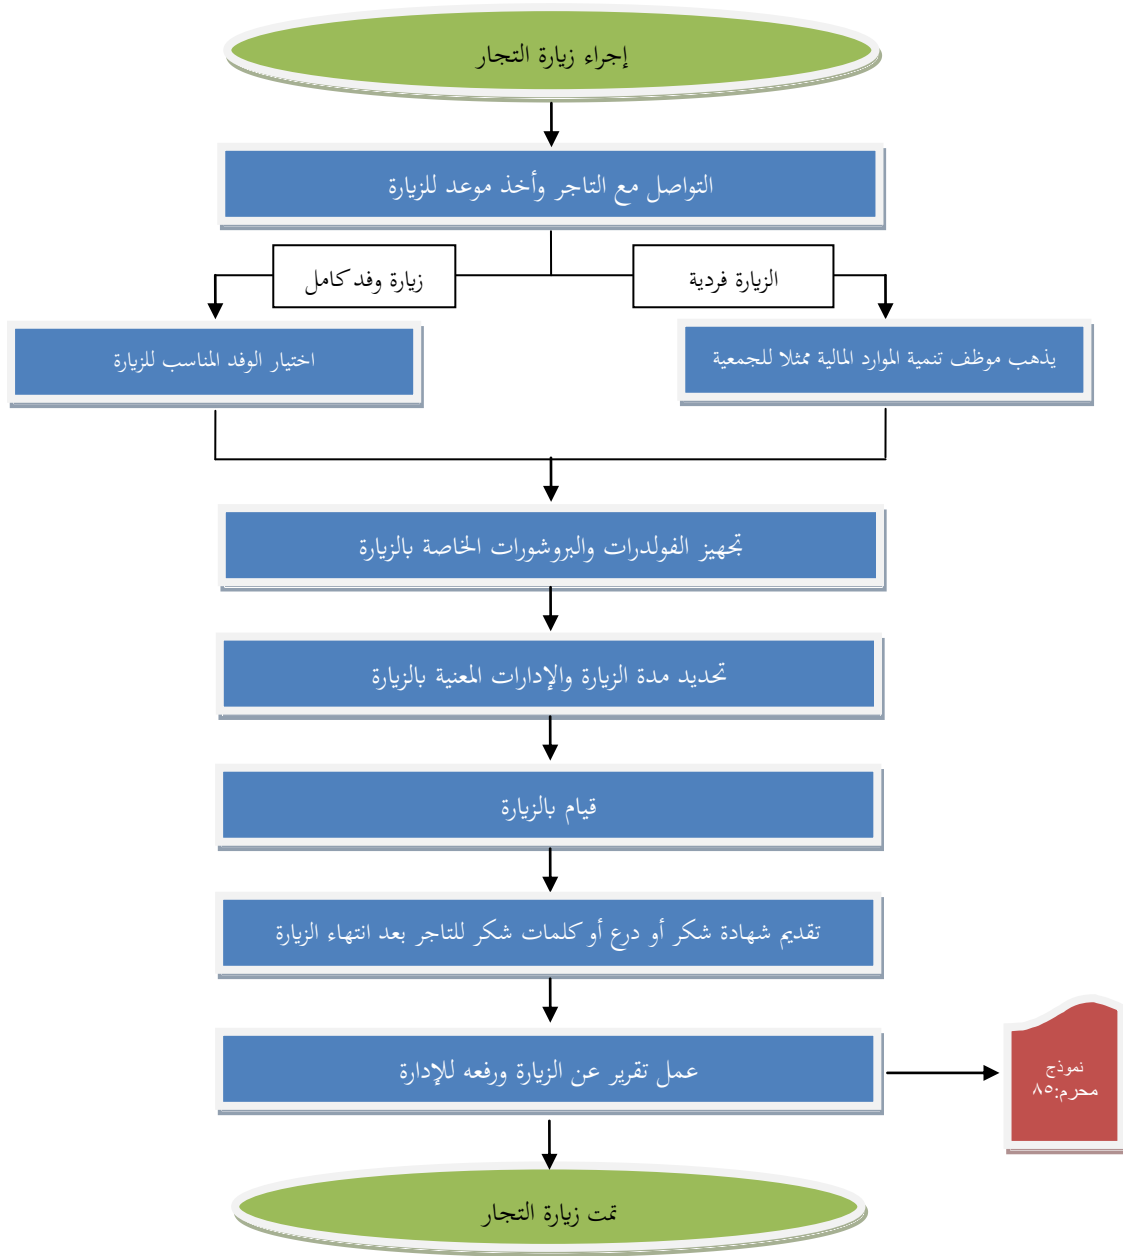 إجراء زيارة التجار
التواصل مع التاجر وأخذ موعد للزيارة
الزيارة فردية
زيارة وفد كامل
يذهب موظف تنمية الموارد المالية ممثلا للجمعية
اختيار الوفد المناسب للزيارة
تجهيز الفولدرات والبروشورات الخاصة بالزيارة
تحديد مدة الزيارة والإدارات المعنية بالزيارة
قيام بالزيارة
تقديم شهادة شكر أو درع أو كلمات شكر للتاجر بعد انتهاء الزيارة
عمل تقرير عن الزيارة ورفعه للإدارة
نموذج
محرم:٨٥
تمت زيارة التجار